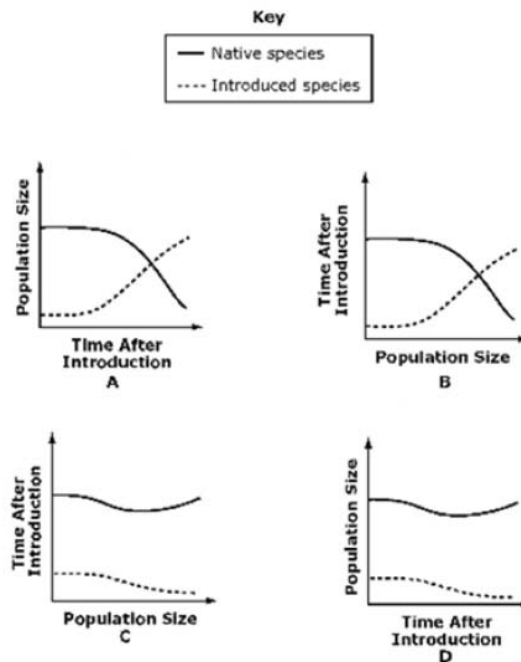 Key
Native species
Introduced species
Population Size
Time After
Introduction
A
Time After
Introduction
Population Size
B
Time After
Introduction
Population Size
C
Population Size
Time After
Introduction
D